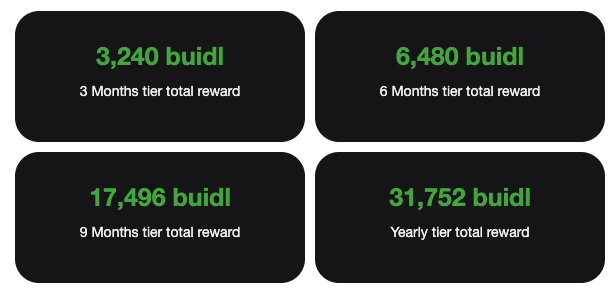 3,240 buidl
3 Months tier total reward
6,480 buidl
6 Months tier total reward
17,496 buidl
9 Months tier total reward
31,752 buidl
Yearly tier total reward